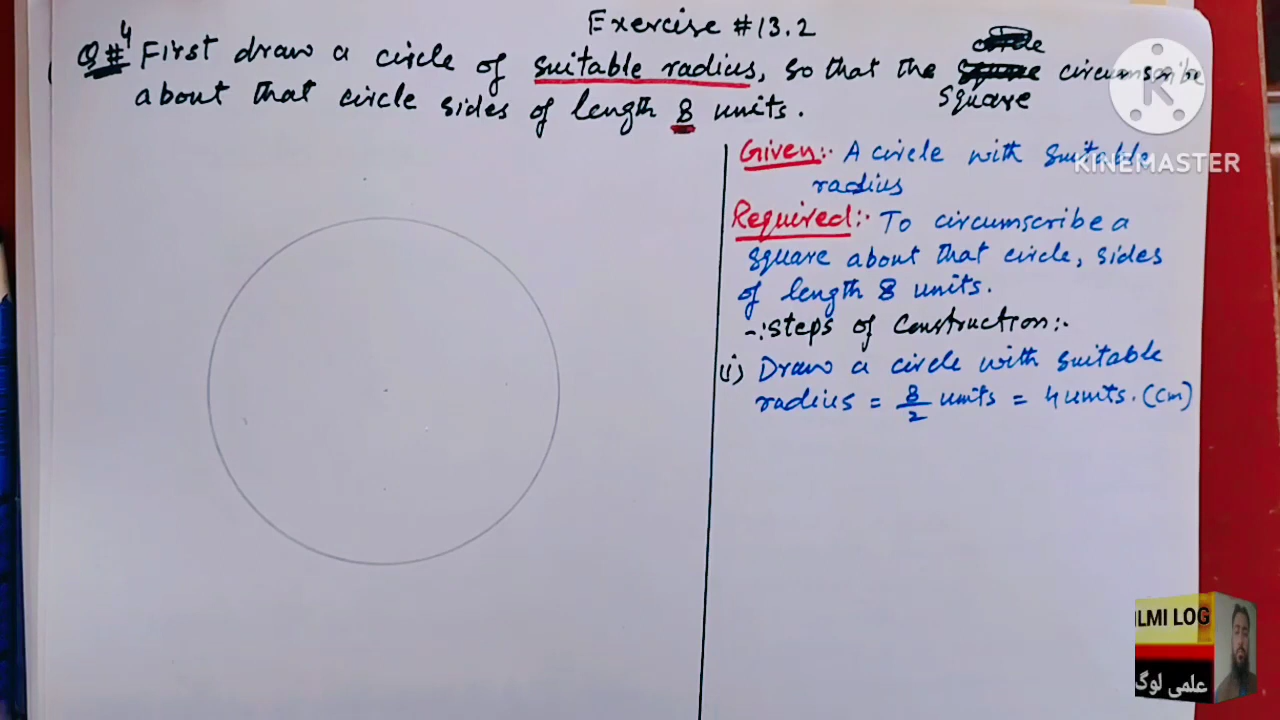 Exercise #13.2
Q#4 First draw a circle of suitable radius, so that the square circumscribe
about that circle sides of length 8 units.
Given:- A circle with suitable
radius
Required:- To circumscribe a
square about that circle, sides
of length 8 units.
-:Steps of Construction:-
(i) Draw a circle with suitable
radius = 8/2 units = 4 units. (cm)
KINEMASTER
ILMI LOG
علمی لوگ